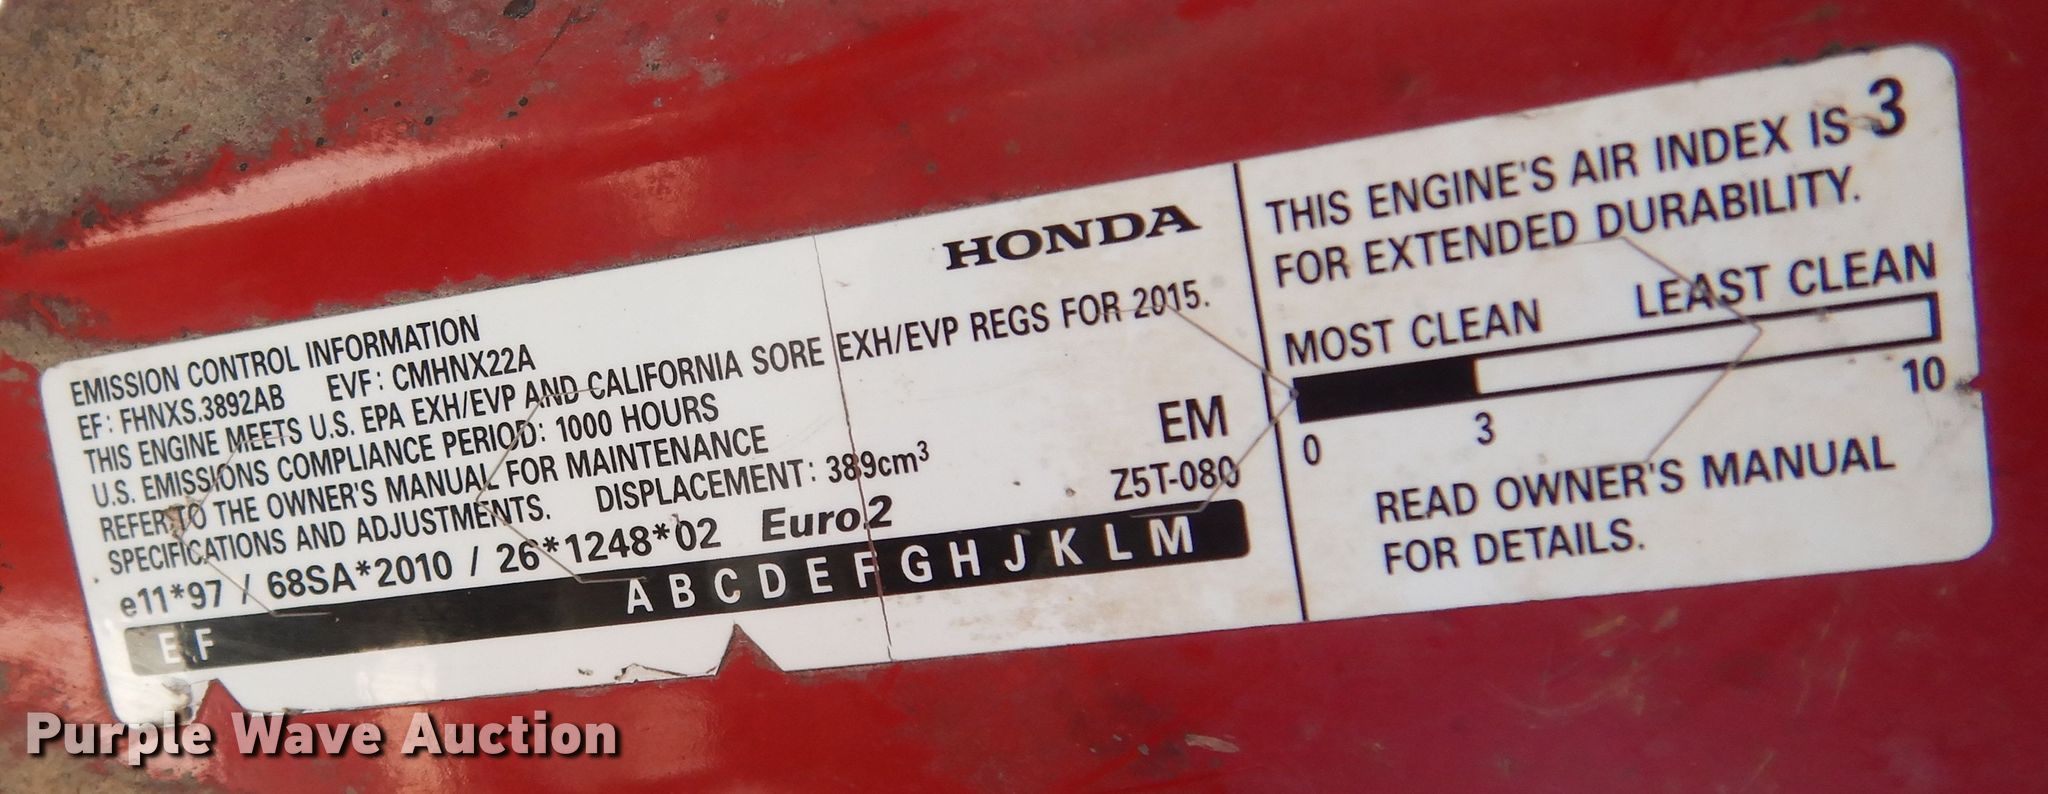 HONDA
EMISSION CONTROL INFORMATION
EF: FHNXS.3892AB EVF: CMHNX22A
THIS ENGINE MEETS U.S. EPA EXH/EVP AND CALIFORNIA SORE EXH/EVP REGS FOR 2015.
U.S. EMISSIONS COMPLIANCE PERIOD: 1000 HOURS
REFER TO THE OWNER'S MANUAL FOR MAINTENANCE
SPECIFICATIONS AND ADJUSTMENTS. DISPLACEMENT: 389cm³
EM
Z5T-080
e11*97 / 68SA*2010 / 26*1248*02 Euro2
E F A B C D E F G H J K L M
THIS ENGINE'S AIR INDEX IS 3
FOR EXTENDED DURABILITY.
MOST CLEAN LEAST CLEAN
0 3 10
READ OWNER'S MANUAL
FOR DETAILS.
Purple Wave Auction